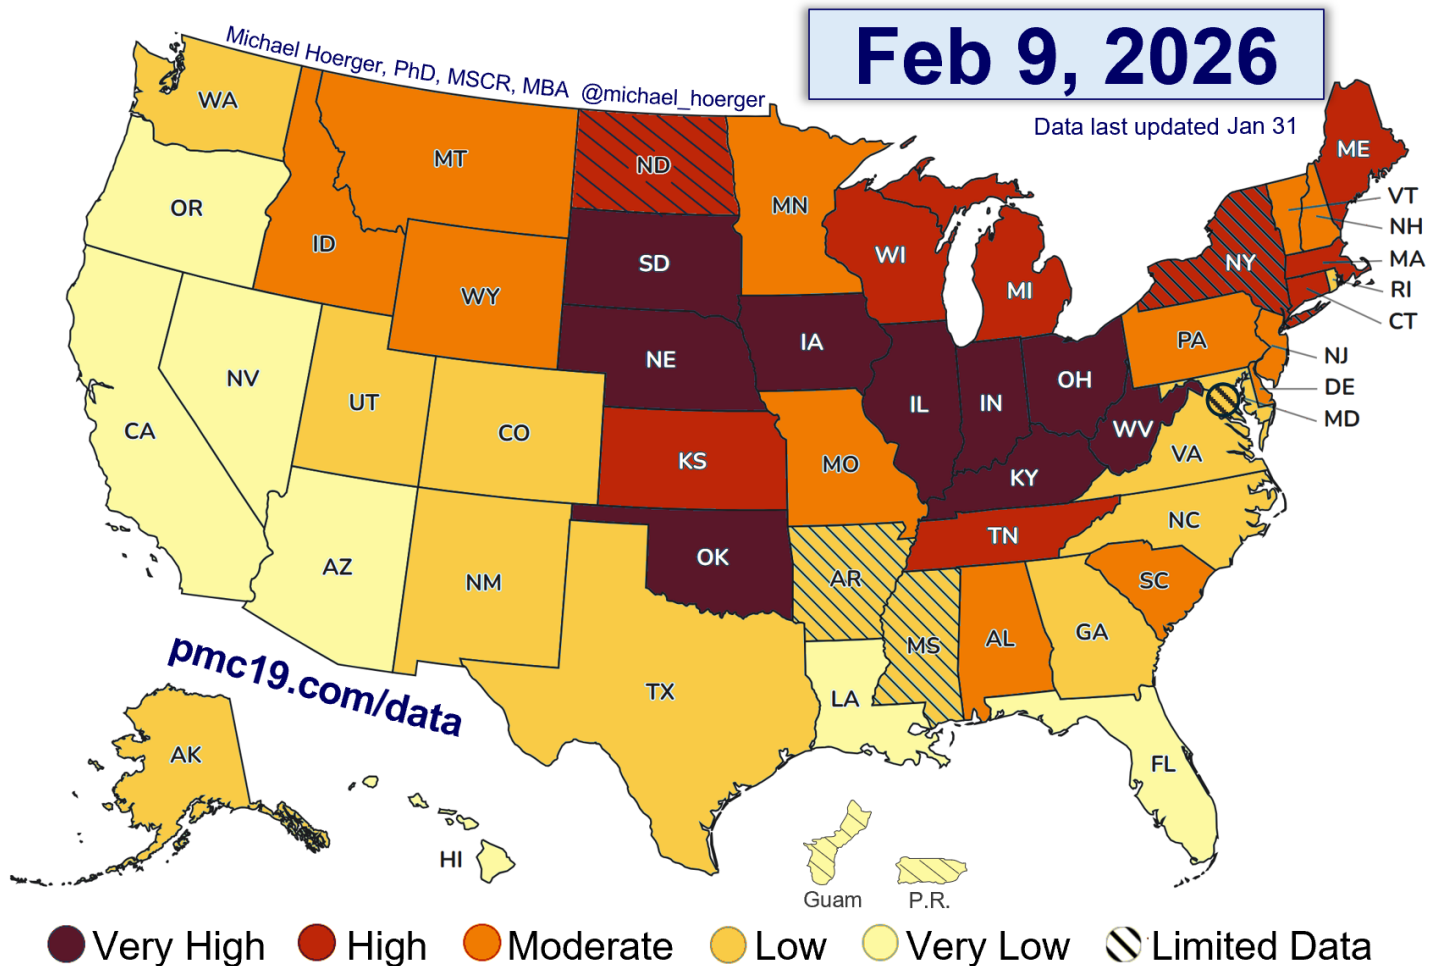 Michael Hoerger, PhD, MSCR, MBA @michael_hoerger
Feb 9, 2026
Data last updated Jan 31
WA
MT
ND
MN
ME
VT
OR
ID
SD
WI
MI
NY
NH
MA
RI
CT
WY
NE
IA
PA
NJ
DE
MD
NV
UT
CO
IL
IN
OH
WV
VA
CA
KS
MO
KY
NC
AZ
NM
OK
AR
TN
SC
MS
AL
GA
TX
LA
FL
pmc19.com/data
AK
HI
Guam
P.R.
Very High
High
Moderate
Low
Very Low
Limited Data